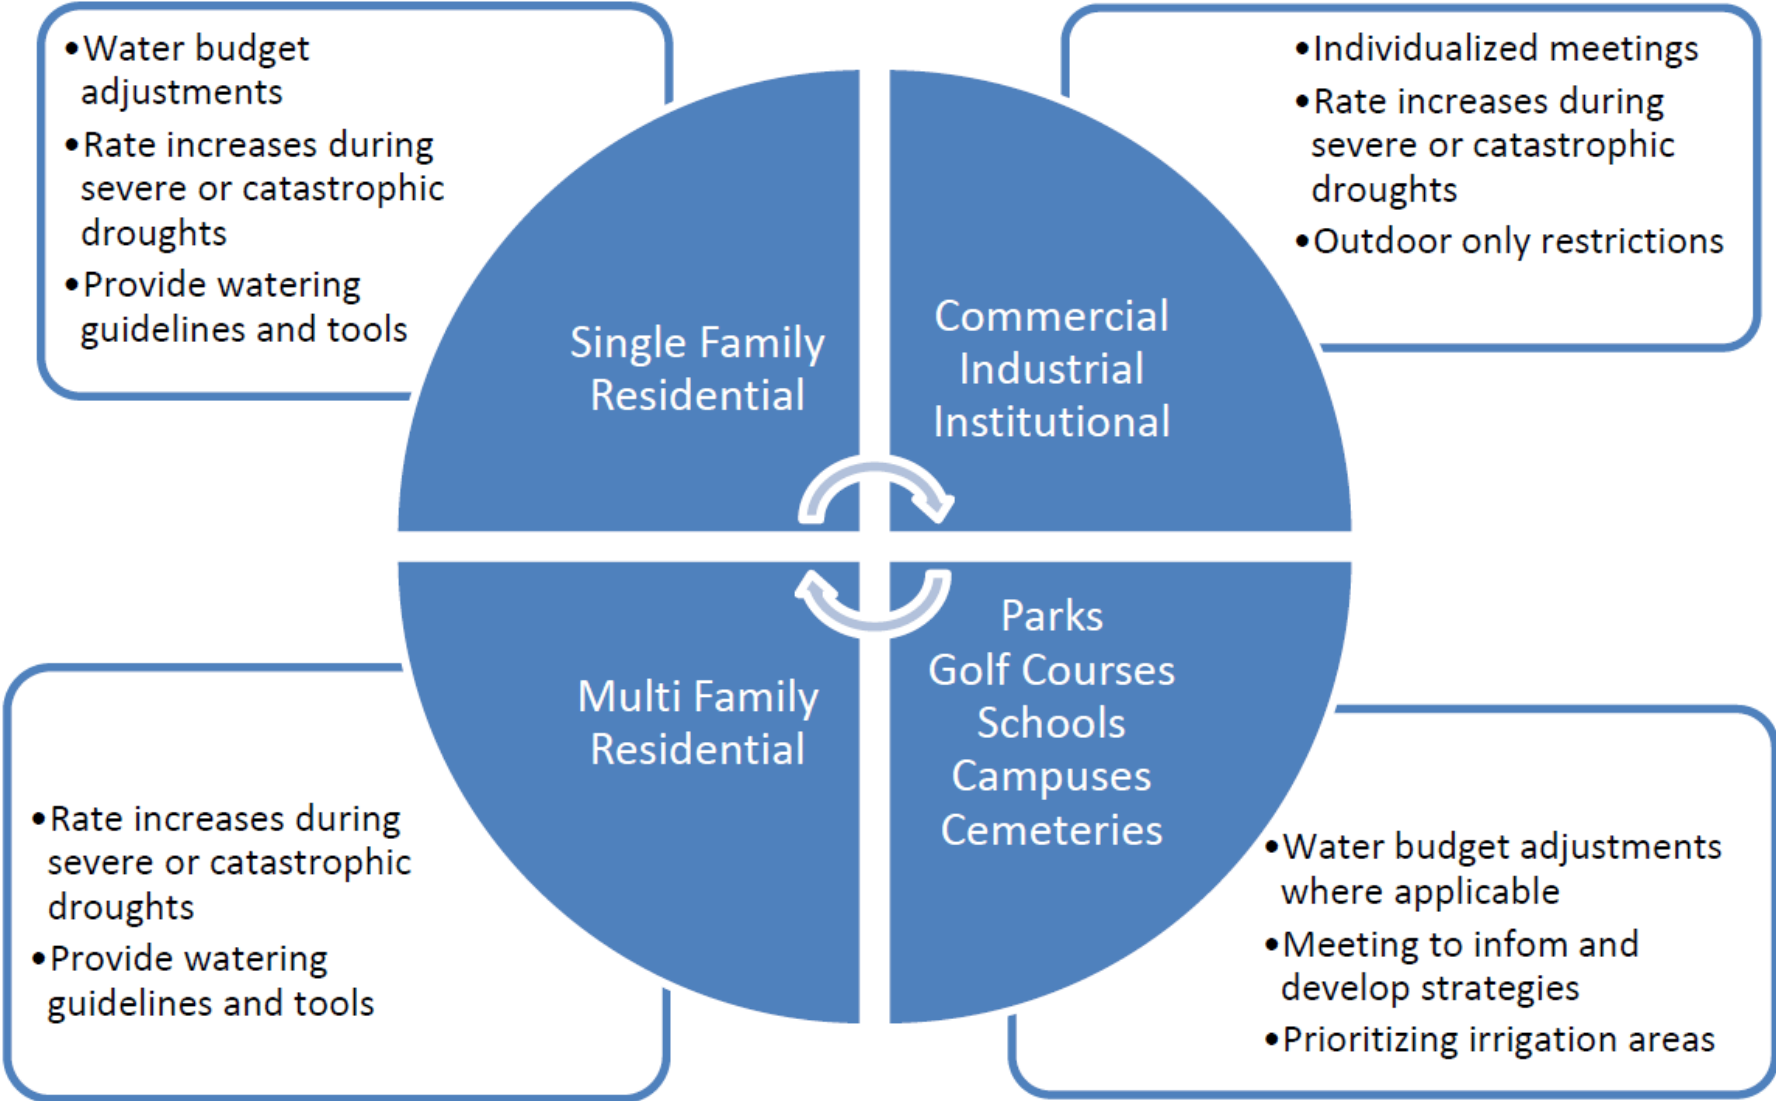 •Water budget
adjustments
•Rate increases during
severe or catastrophic
droughts
•Provide watering
guidelines and tools
•Individualized meetings
•Rate increases during
severe or catastrophic
droughts
•Outdoor only restrictions
Single Family
Residential
Commercial
Industrial
Institutional
Multi Family
Residential
Parks
Golf Courses
Schools
Campuses
Cemeteries
•Rate increases during
severe or catastrophic
droughts
•Provide watering
guidelines and tools
•Water budget adjustments
where applicable
•Meeting to infom and
develop strategies
•Prioritizing irrigation areas